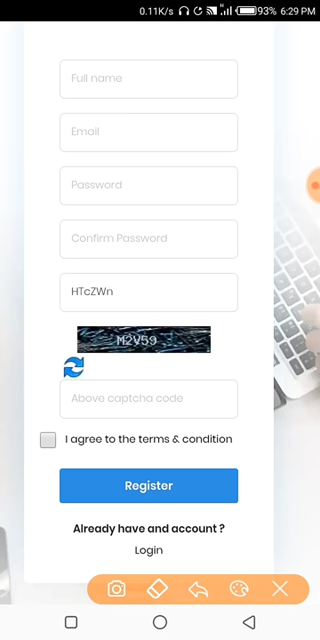 0.11K/s 93% 6:29 PM
Full name
Email
Password
Confirm Password
HTcZWn
M2V59
Above captcha code
I agree to the terms & condition
Register
Already have and account ?
Login